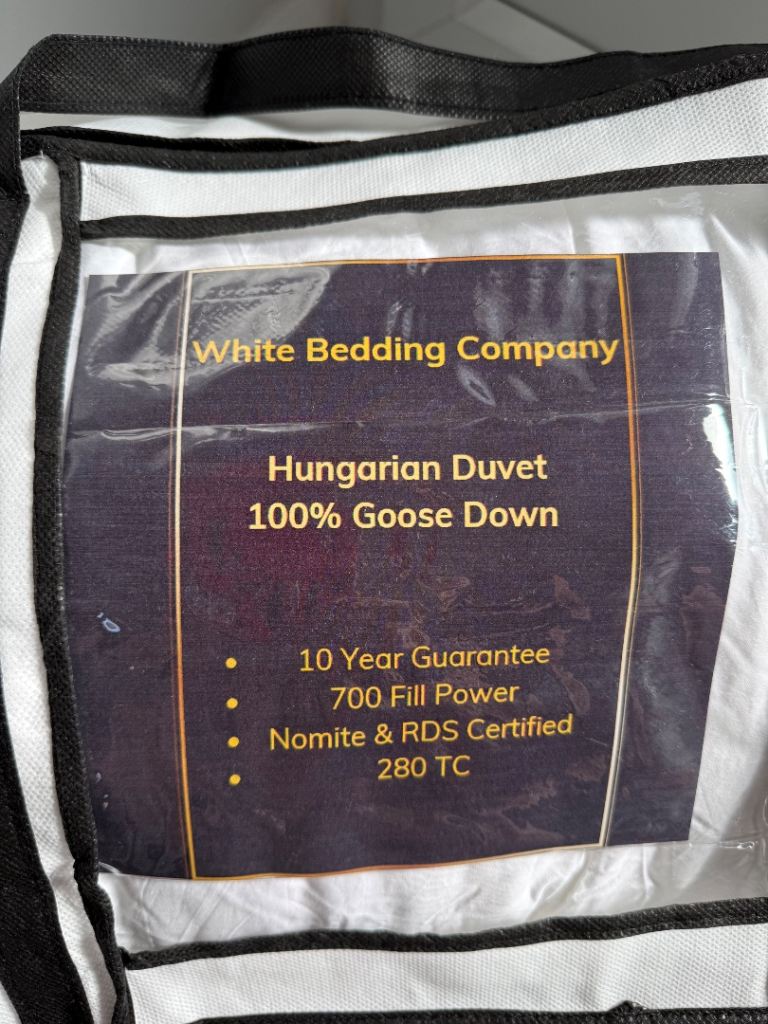 White Bedding Company
Hungarian Duvet
100% Goose Down
• 10 Year Guarantee
• 700 Fill Power
• Nomite & RDS Certified
• 280 TC